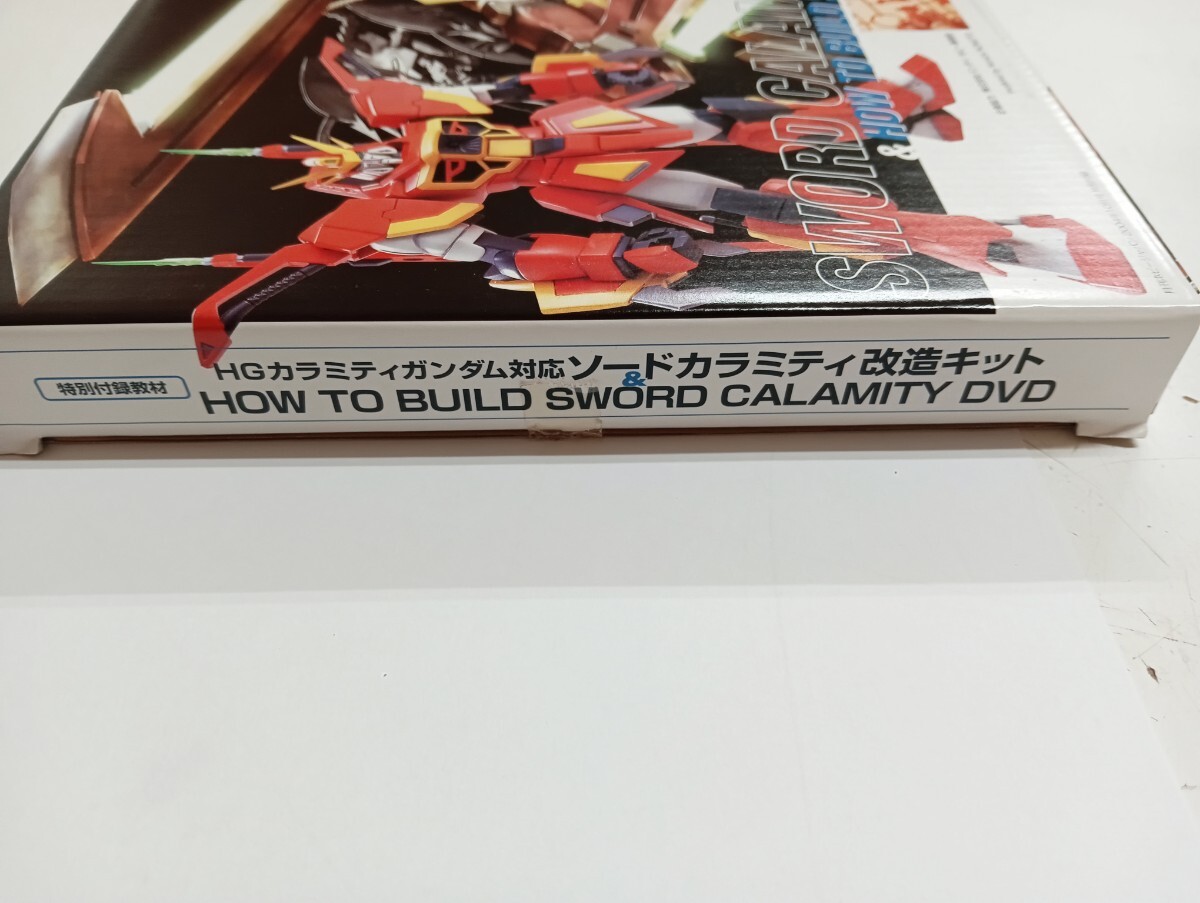 SWORD CALAM
& HOW TO BUILD
特別付録教材
HGカラミティガンダム対応 ソードカラミティ改造キット
&
HOW TO BUILD SWORD CALAMITY DVD